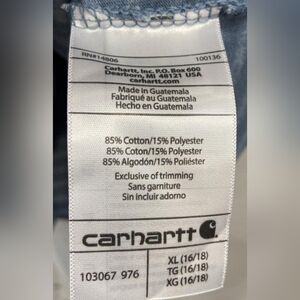 RN#14806 100136
Carhartt, Inc. P.O. Box 600
Dearborn, MI 48121 USA
carhartt.com
Made in Guatemala
Fabriqué au Guatemala
Hecho en Guatemala
85% Cotton/15% Polyester
85% Coton/15% Polyester
85% Algodón/15% Poliéster
Exclusive of trimming
Sans garniture
Sin incluir adorno
carhartt
103067 976
XL (16/18)
TG (16/18)
XG (16/18)